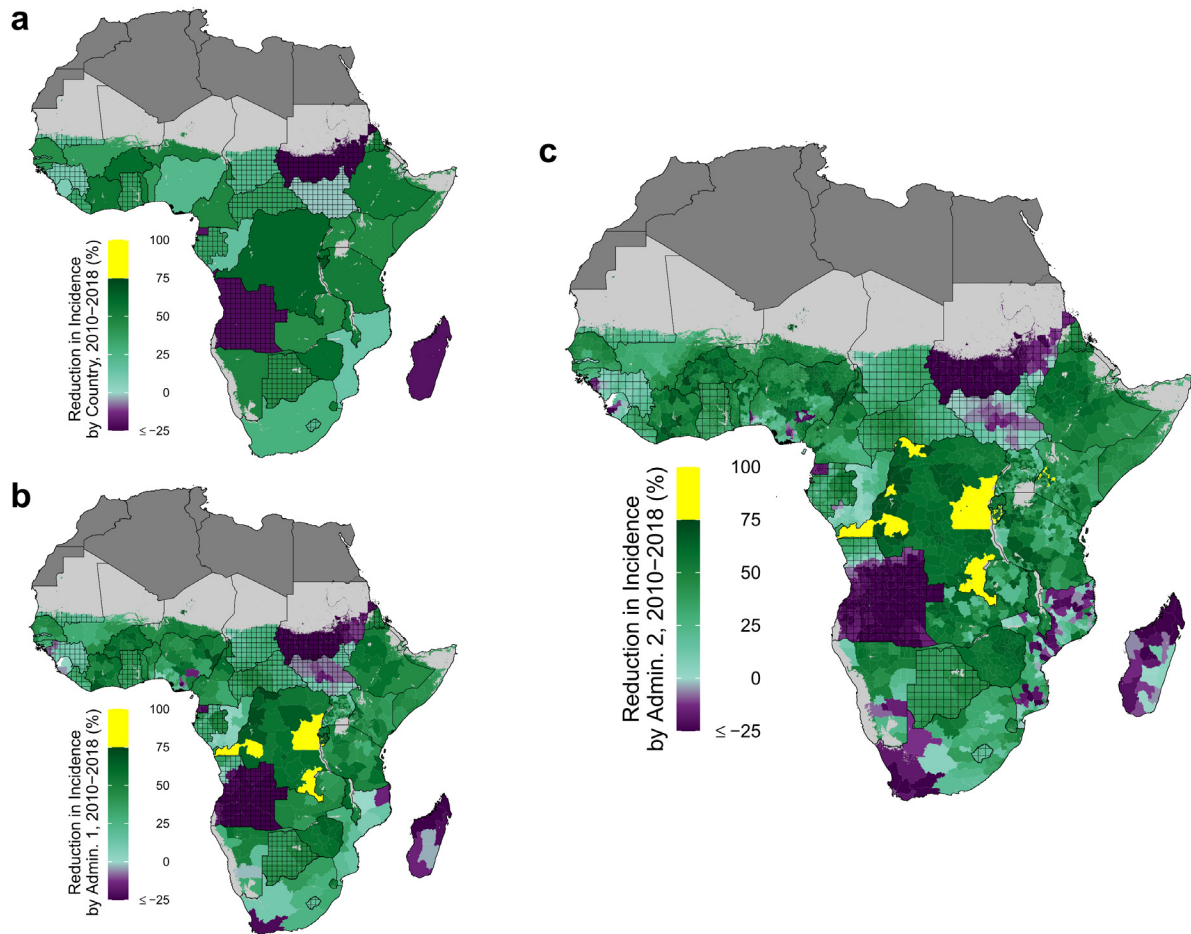 a
Reduction in Incidence
by Country, 2010−2018 (%)
100
75
50
25
0
≤ −25
b
Reduction in Incidence
by Admin. 1, 2010−2018 (%)
100
75
50
25
0
≤ −25
c
Reduction in Incidence
by Admin. 2, 2010−2018 (%)
100
75
50
25
0
≤ −25